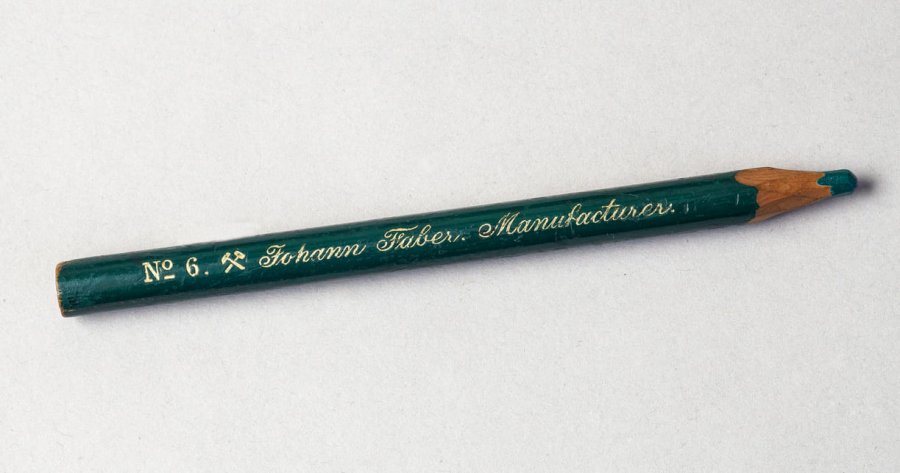 Nº 6. ⚒ Johann Faber. Manufacturer.